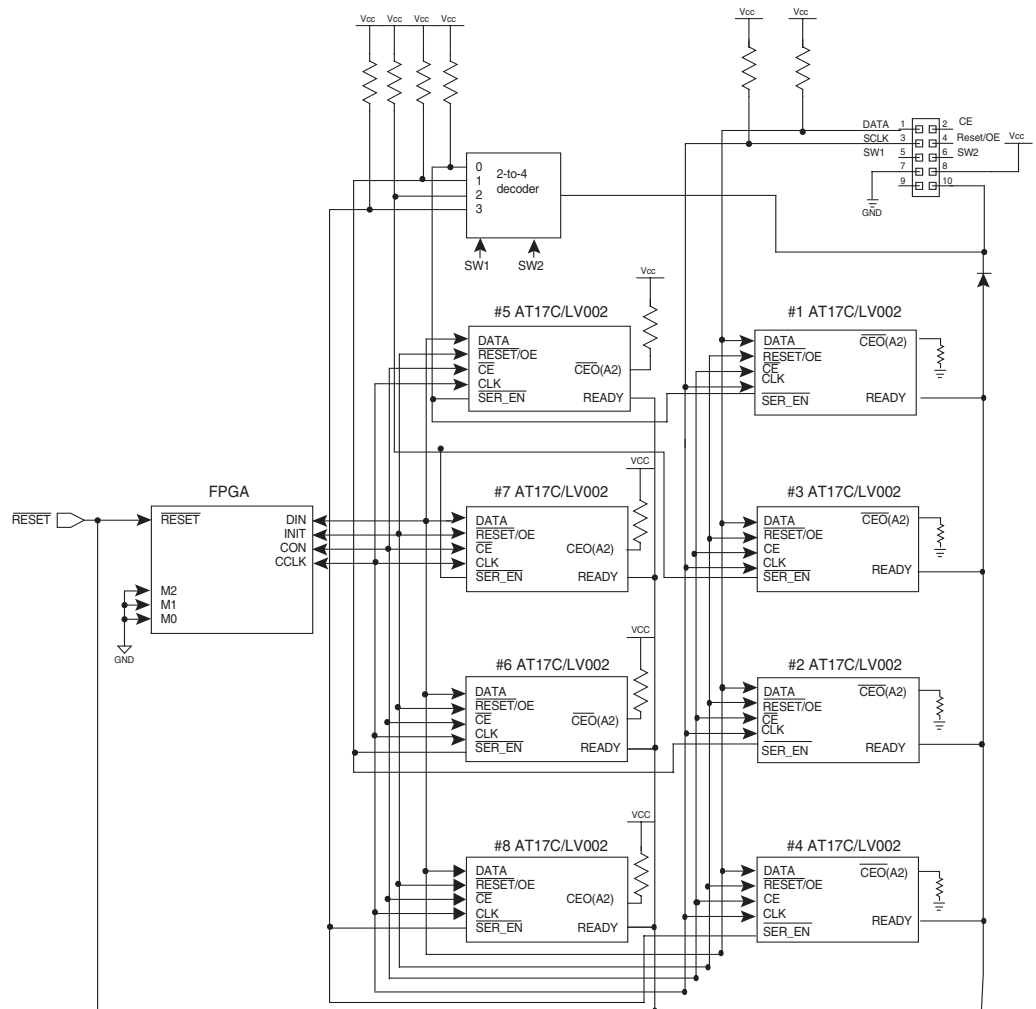 Vcc Vcc Vcc Vcc
Vcc Vcc
DATA 1 2 CE
SCLK 3 4 Reset/OE
SW1 5 6 SW2
7 8 Vcc
9 10
GND
0
1
2
3
2-to-4
decoder
SW1 SW2
Vcc
#5 AT17C/LV002
DATA
RESET/OE
CE
CLK
SER_EN
CEO(A2)
READY
#1 AT17C/LV002
DATA
RESET/OE
CE
CLK
SER_EN
CEO(A2)
READY
RESET
FPGA
RESET
DIN
INIT
CON
CCLK
M2
M1
M0
GND
VCC
#7 AT17C/LV002
DATA
RESET/OE
CE
CLK
SER_EN
CEO(A2)
READY
#3 AT17C/LV002
DATA
RESET/OE
CE
CLK
SER_EN
CEO(A2)
READY
VCC
#6 AT17C/LV002
DATA
RESET/OE
CE
CLK
SER_EN
CEO(A2)
READY
#2 AT17C/LV002
DATA
RESET/OE
CE
CLK
SER_EN
CEO(A2)
READY
VCC
#8 AT17C/LV002
DATA
RESET/OE
CE
CLK
SER_EN
CEO(A2)
READY
#4 AT17C/LV002
DATA
RESET/OE
CE
CLK
SER_EN
CEO(A2)
READY